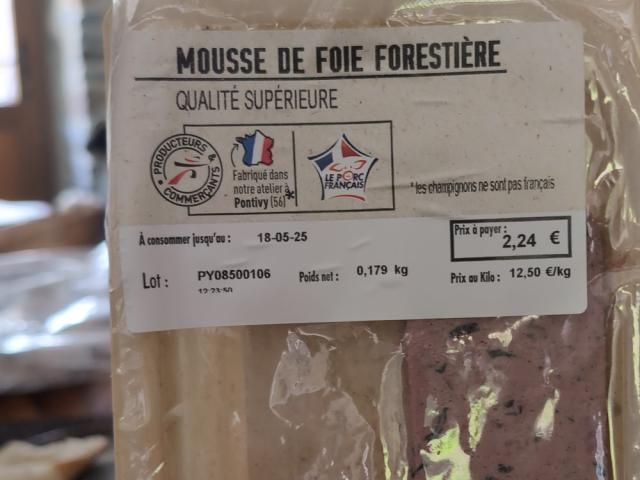 MOUSSE DE FOIE FORESTIÈRE
QUALITÉ SUPÉRIEURE
PRODUCTEURS & COMMERÇANTS
Fabriqué dans
notre atelier à
Pontivy (56)*
LE PORC
FRANÇAIS
* les champignons ne sont pas français
À consommer jusqu'au : 18-05-25
Prix à payer :
2,24 €
Lot : PY08500106 Poids net : 0,179 kg Prix au Kilo : 12,50 €/kg